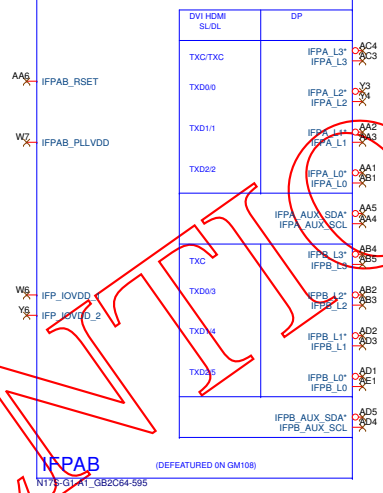 DVI HDMI DP
SL/DL
IFPA_L3* AC4
TXC/TXC IFPA_L3 AC3
AA6 IFPAB_RSET
TXD0/0 IFPA_L2* Y3
IFPA_L2 Y4
TXD1/1 IFPA_L1* AA2
W7 IFPAB_PLLVDD IFPA_L1 AA3
TXD2/2 IFPA_L0* AA1
IFPA_L0 AB1
IFPA_AUX_SDA* AA5
IFPA_AUX_SCL AA4
IFPB_L3* AB4
TXC IFPB_L3 AB5
W6 IFP_IOVDD_1 TXD0/3 IFPB_L2* AB2
IFPB_L2 AB3
Y6 IFP_IOVDD_2
TXD1/4 IFPB_L1* AD2
IFPB_L1 AD3
TXD2/5 IFPB_L0* AD1
IFPB_L0 AE1
IFPB_AUX_SDA* AD5
IFPB_AUX_SCL AD4
IFPAB (DEFEATURED ON GM108)
N17S-G1-A1_GB2C64-595